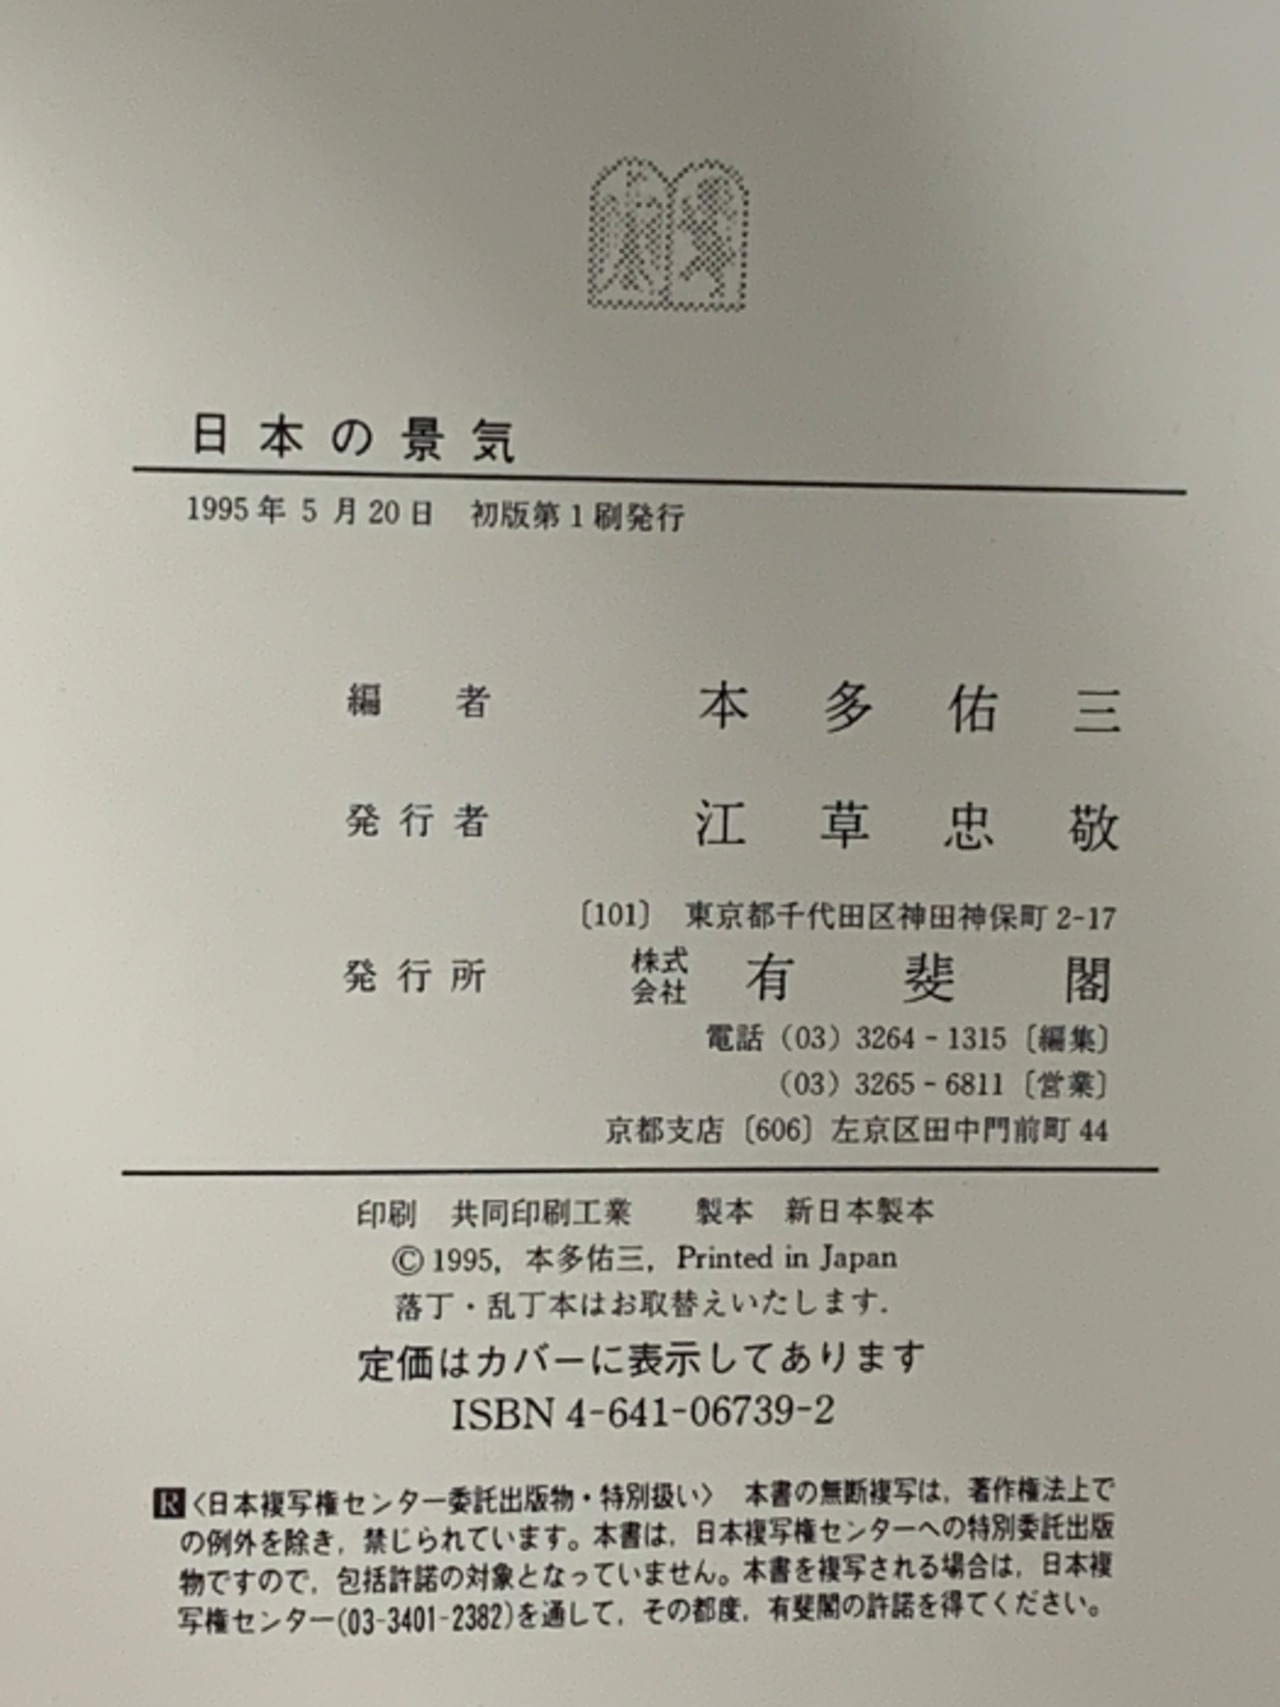 日本の景気
1995年5月20日　初版第1刷発行
編者　本多佑三
発行者　江草忠敬
〔101〕　東京都千代田区神田神保町2-17
発行所　株式会社　有斐閣
電話（03）3264-1315〔編集〕
（03）3265-6811〔営業〕
京都支店〔606〕左京区田中門前町44
印刷　共同印刷工業　　製本　新日本製本
© 1995, 本多佑三, Printed in Japan
落丁・乱丁本はお取替えいたします.
定価はカバーに表示してあります
ISBN 4-641-06739-2
R〈日本複写権センター委託出版物・特別扱い〉　本書の無断複写は, 著作権法上で
の例外を除き, 禁じられています。本書は, 日本複写権センターへの特別委託出版
物ですので, 包括許諾の対象となっていません。本書を複写される場合は, 日本複
写権センター(03-3401-2382)を通して, その都度, 有斐閣の許諾を得てください。